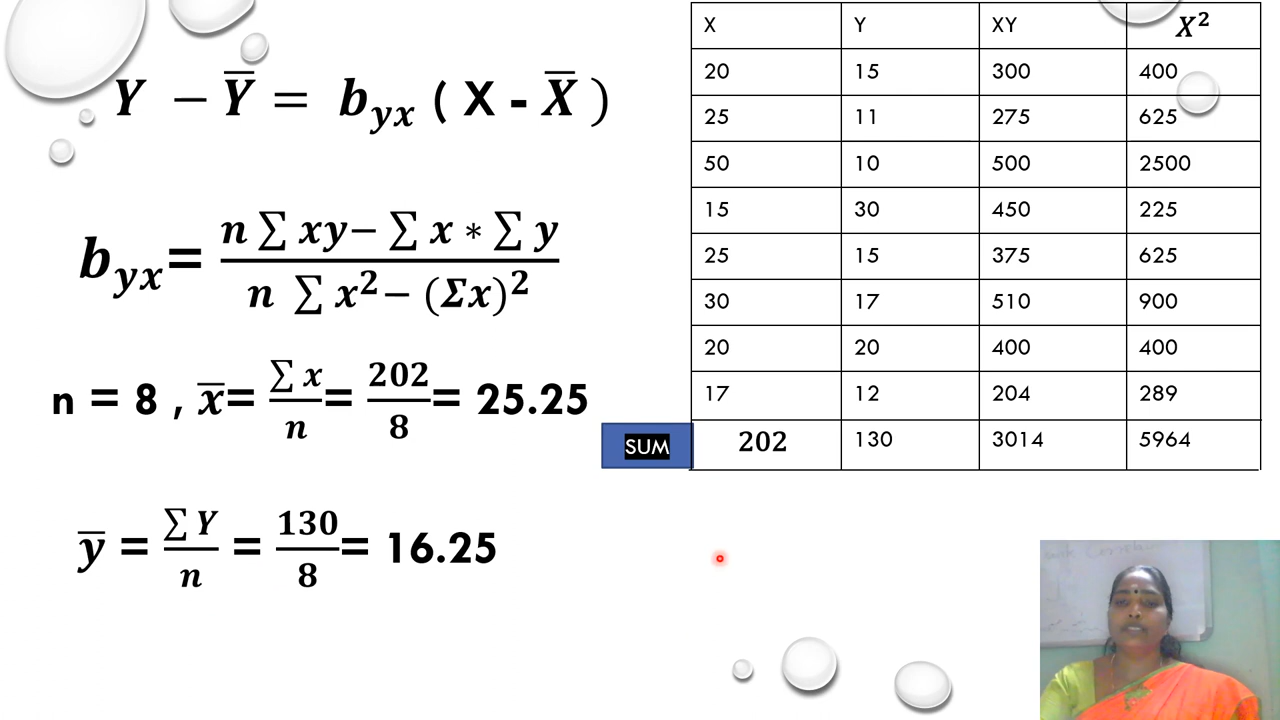 Y − Y̅ = b_yx ( X - X̅ )
b_yx = (n ∑ xy − ∑ x * ∑ y) / (n ∑ x² − (Σx)²)
n = 8 , x̅ = ∑ x / n = 202 / 8 = 25.25
y̅ = ∑ Y / n = 130 / 8 = 16.25
X Y XY X²
20 15 300 400
25 11 275 625
50 10 500 2500
15 30 450 225
25 15 375 625
30 17 510 900
20 20 400 400
17 12 204 289
SUM 202 130 3014 5964